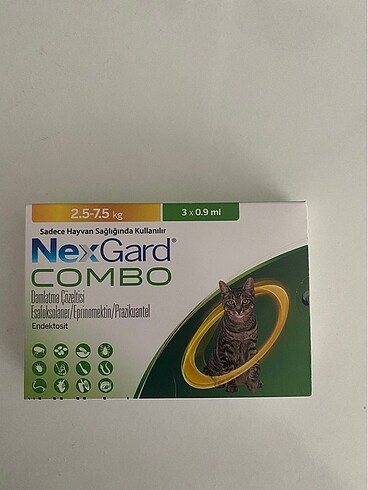 2.5-7.5 kg
3 x 0.9 ml
Sadece Hayvan Sağlığında Kullanılır
NexGard®
COMBO
Damlatma Çözeltisi
Esafoksolaner/Eprinomektin/Prazikuantel
Endektosit